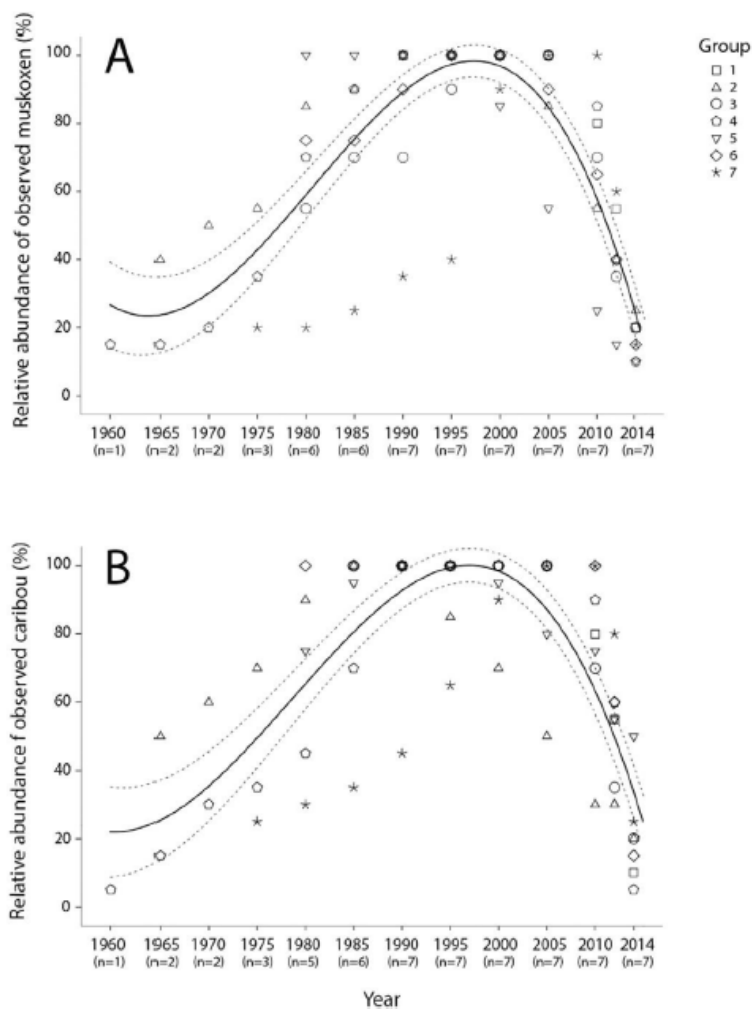 A
Relative abundance of observed muskoxen (%)
100
80
60
40
20
0
1960 1965 1970 1975 1980 1985 1990 1995 2000 2005 2010 2014
(n=1) (n=2) (n=2) (n=3) (n=6) (n=6) (n=7) (n=7) (n=7) (n=7) (n=7) (n=7)
Group
1
2
3
4
5
6
7
B
Relative abundance f observed caribou (%)
100
80
60
40
20
0
1960 1965 1970 1975 1980 1985 1990 1995 2000 2005 2010 2014
(n=1) (n=2) (n=2) (n=3) (n=5) (n=6) (n=7) (n=7) (n=7) (n=7) (n=7) (n=7)
Year